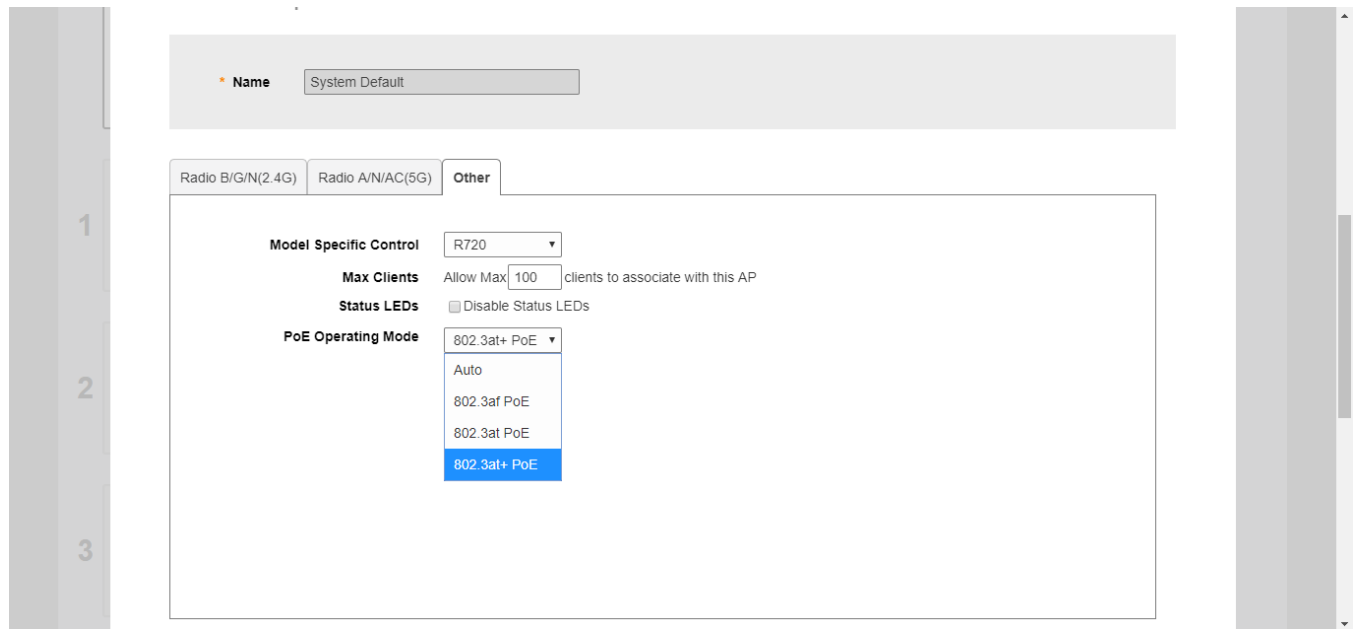 * Name System Default
Radio B/G/N(2.4G) Radio A/N/AC(5G) Other
1
Model Specific Control R720
Max Clients Allow Max 100 clients to associate with this AP
Status LEDs Disable Status LEDs
PoE Operating Mode 802.3at+ PoE
Auto
2
802.3af PoE
802.3at PoE
802.3at+ PoE
3